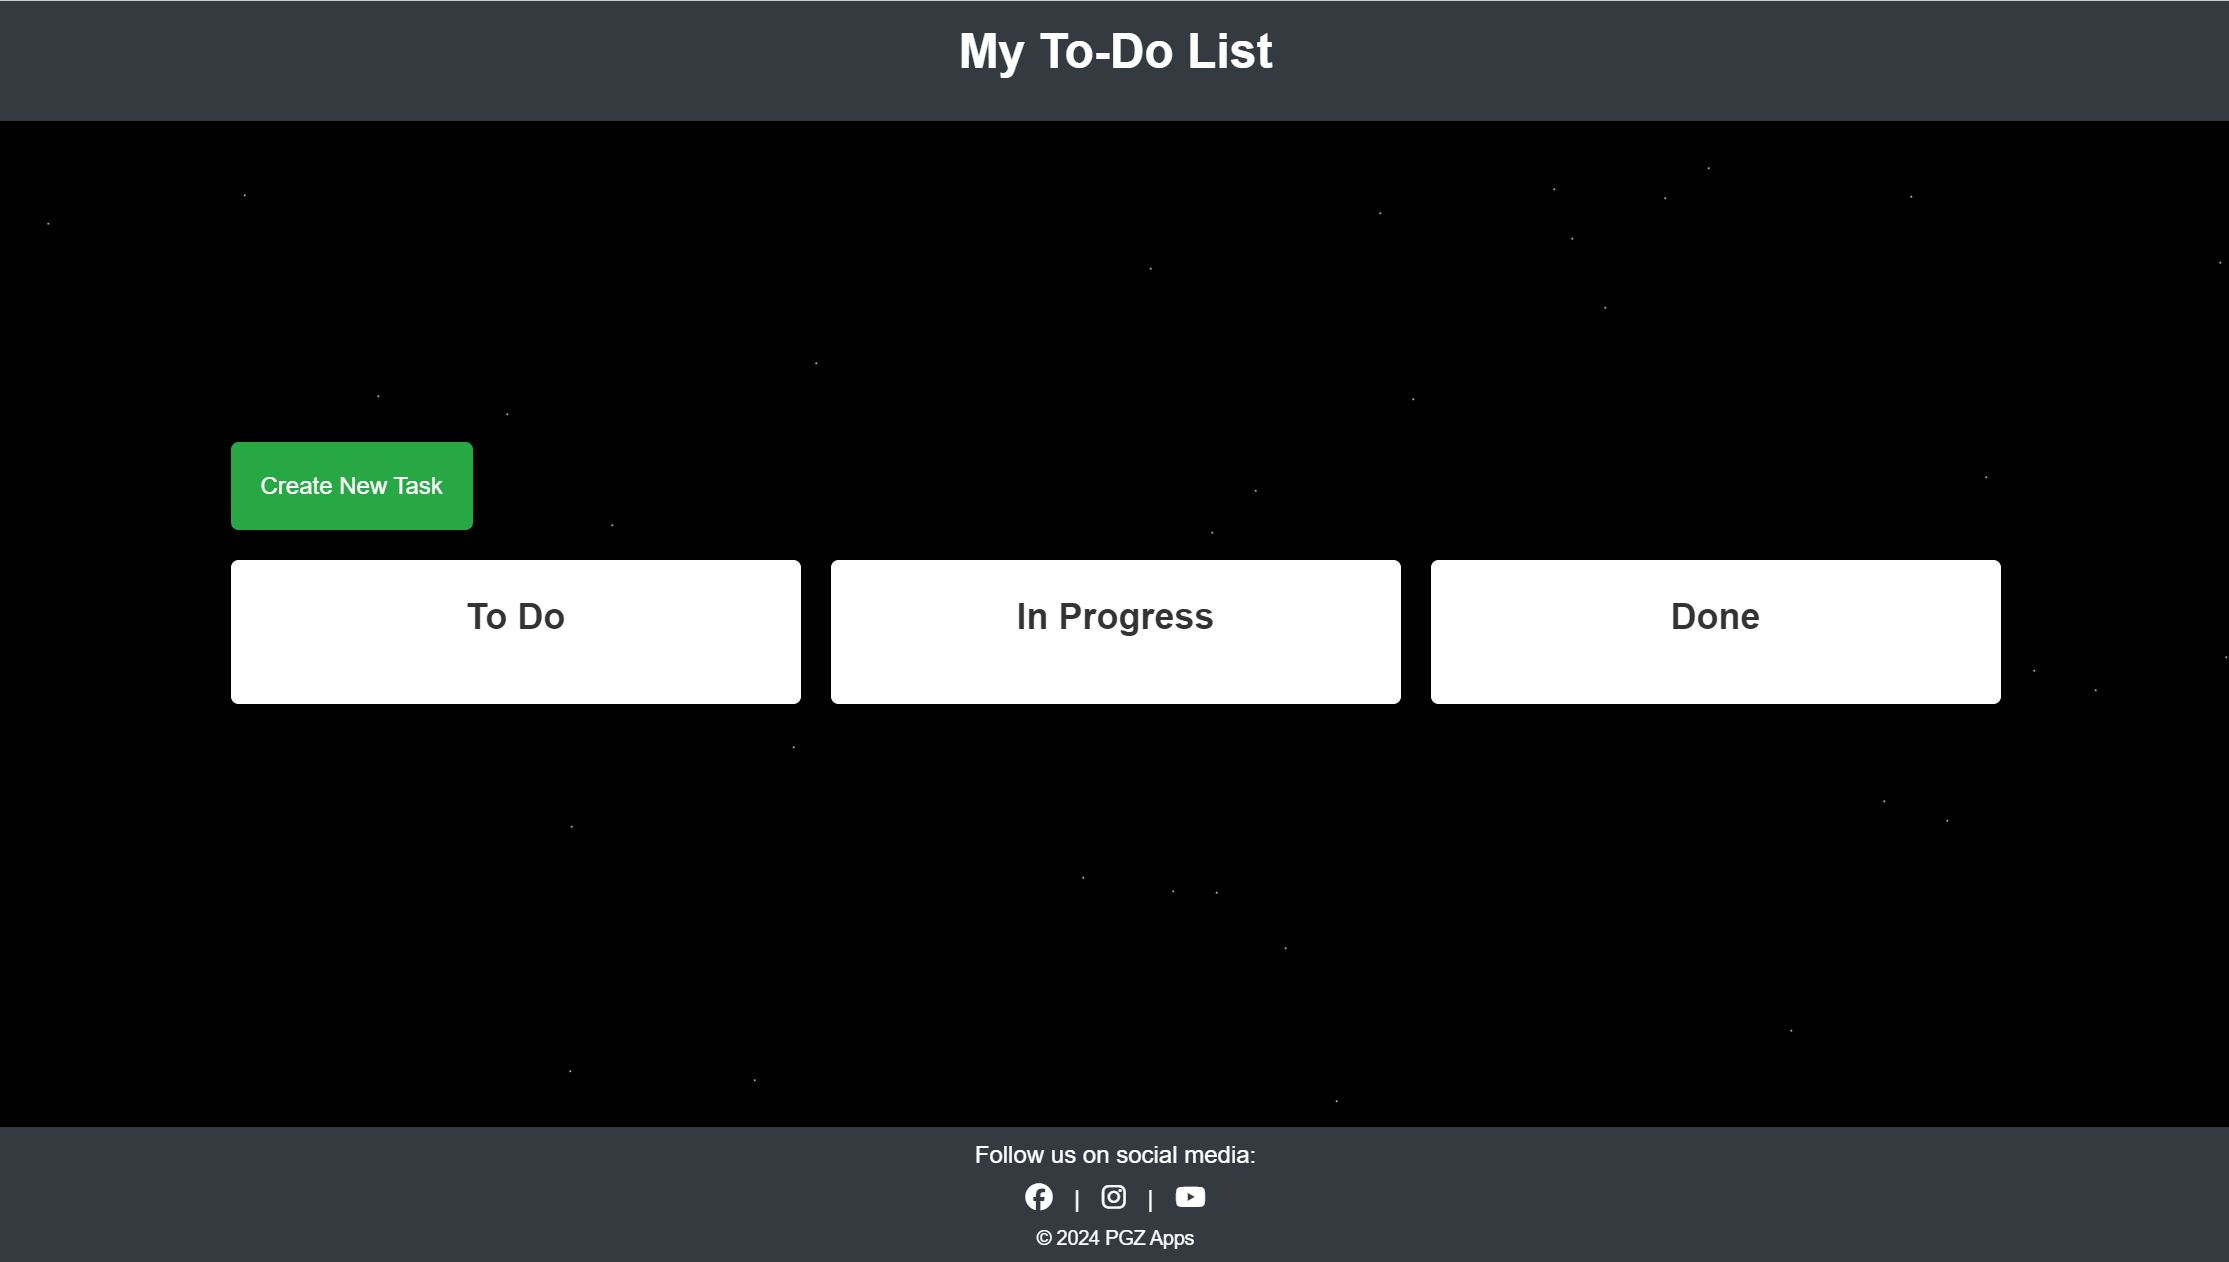 My To-Do List
Create New Task
To Do
In Progress
Done
Follow us on social media:
| |
© 2024 PGZ Apps